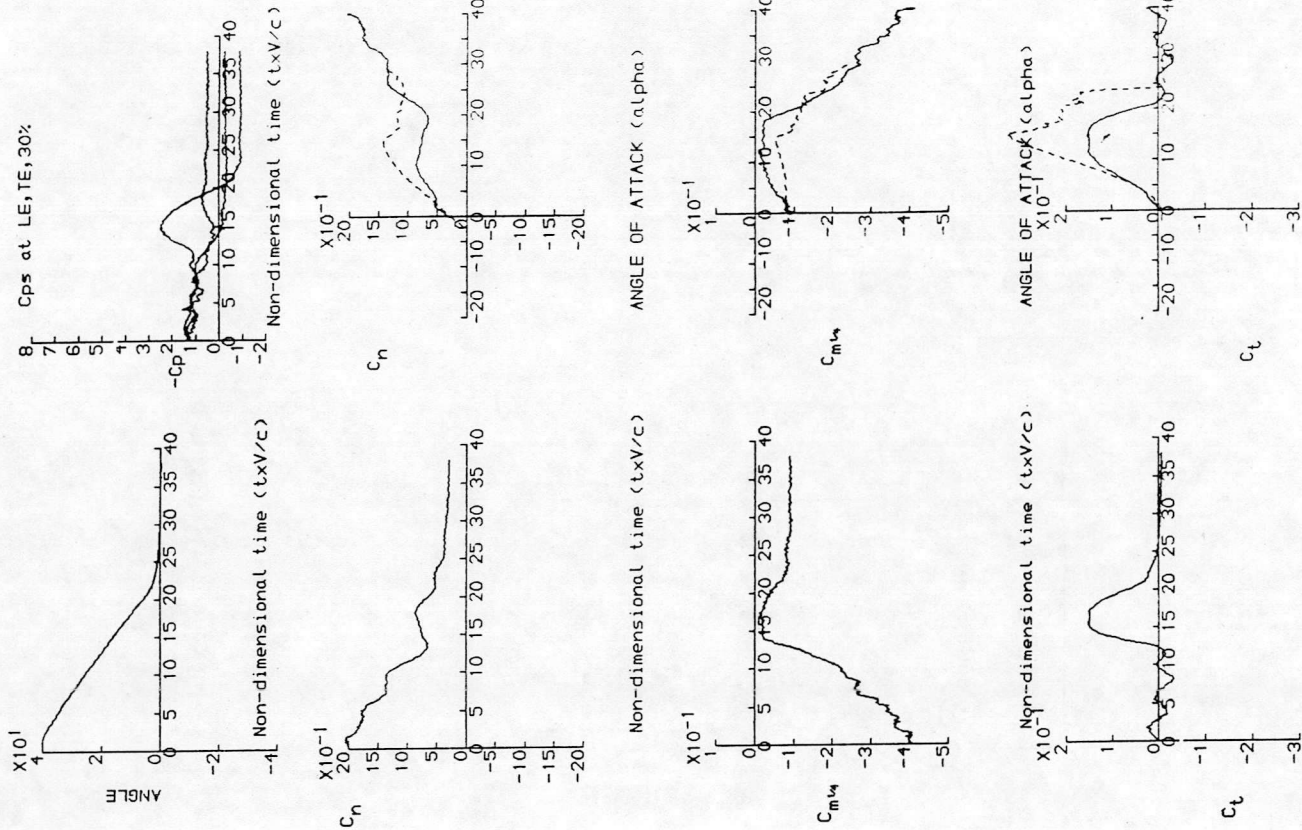 X10¹
4
2
0
-2
-4
ANGLE
0 5 10 15 20 25 30 35 40
Non-dimensional time (txV/c)
Cps at LE,TE,30%
8
7
6
5
4
3
2
1
0
-1
-2
-Cp
0 5 10 15 20 25 30 35 40
Non-dimensional time (txV/c)
X10⁻¹
20
15
10
5
0
-5
-10
-15
-20
Cn
0 5 10 15 20 25 30 35 40
Non-dimensional time (txV/c)
X10⁻¹
20
15
10
5
0
-5
-10
-15
-20
Cn
-20 -10 0 10 20 30 40
ANGLE OF ATTACK (alpha)
X10⁻¹
1
0
-1
-2
-3
-4
-5
Cm¼
0 5 10 15 20 25 30 35 40
Non-dimensional time (txV/c)
X10⁻¹
1
0
-1
-2
-3
-4
-5
Cm¼
-20 -10 0 10 20 30 40
ANGLE OF ATTACK (alpha)
X10⁻¹
2
1
0
-1
-2
-3
Ct
0 5 10 15 20 25 30 35 40
X10⁻¹
2
1
0
-1
-2
-3
Ct
-20 -10 0 10 20 30 40